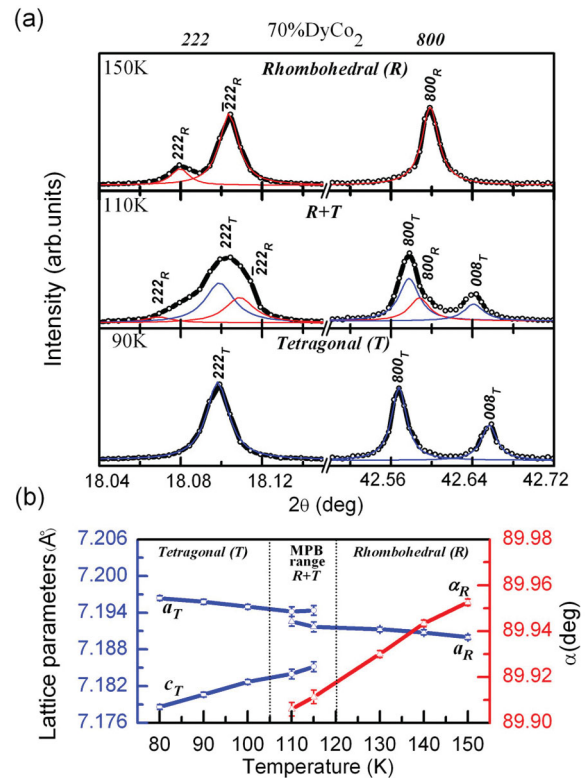 (a)
70%DyCo2
222 800
150K
Rhombohedral (R)
222R
2̄22R
800R
110K
R+T
222R
222T
2̄22R
800T
800R
008T
90K
Tetragonal (T)
222T
800T
008T
Intensity (arb.units)
18.04 18.08 18.12 42.56 42.64 42.72
2θ (deg)
(b)
7.206
7.200
7.194
7.188
7.182
7.176
Lattice parameters(Å)
Tetragonal (T)
MPB
range
R+T
Rhombohedral (R)
aT
cT
αR
aR
89.98
89.96
89.94
89.92
89.90
α(deg)
80 90 100 110 120 130 140 150
Temperature (K)